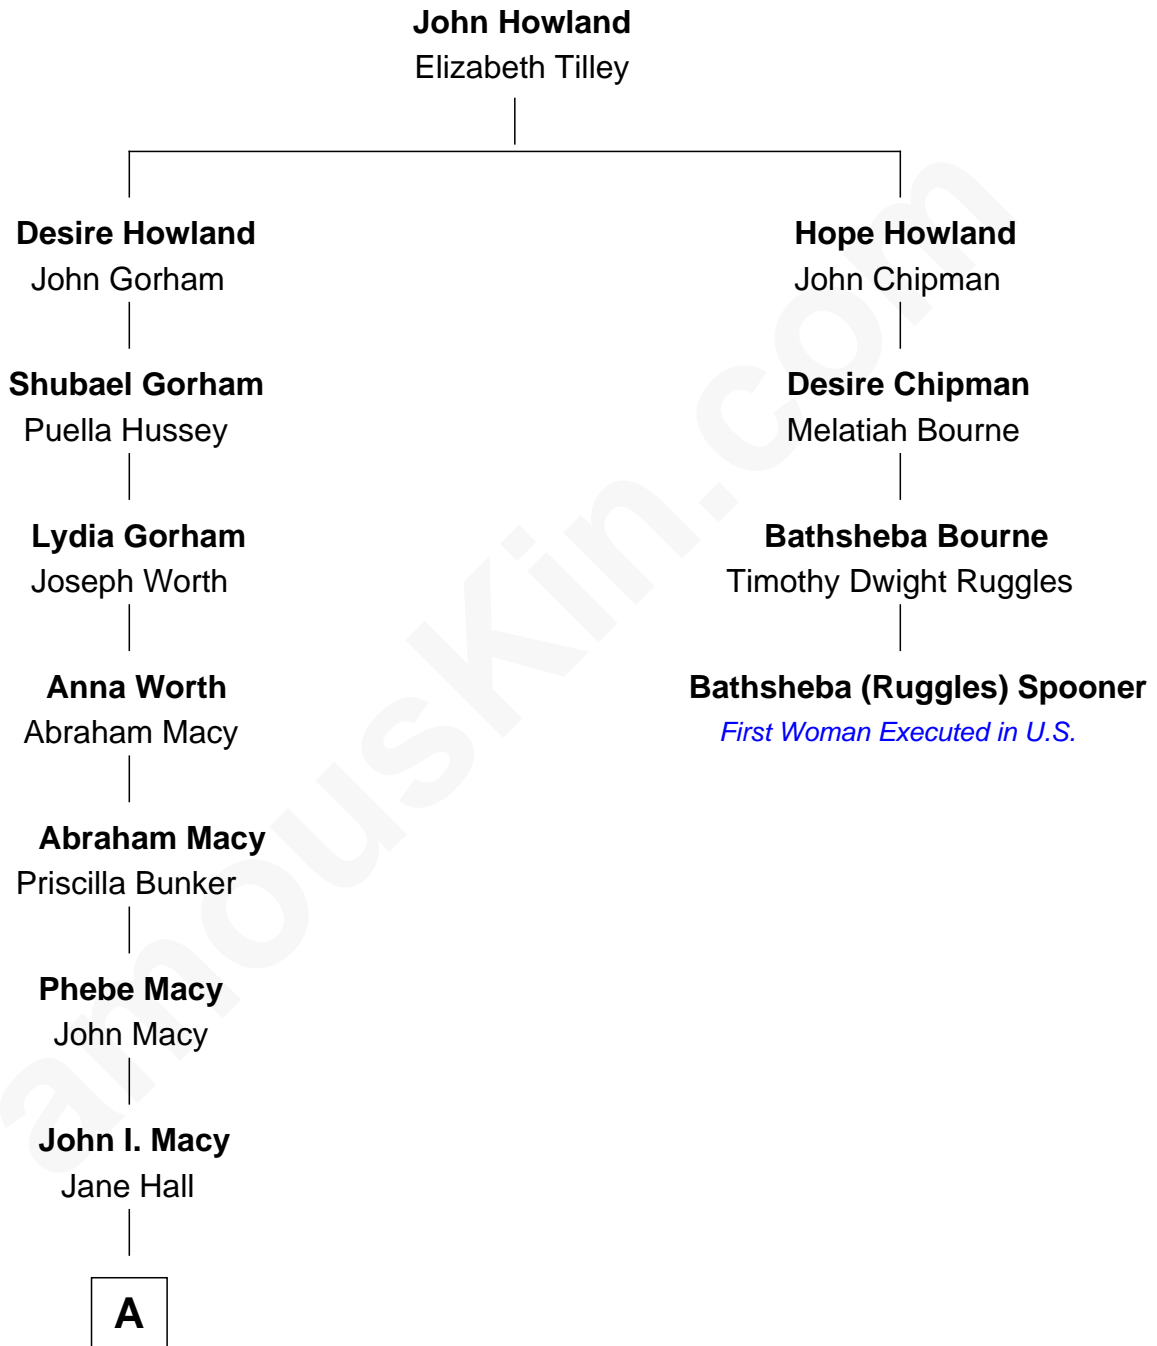 John Howland
Elizabeth Tilley
Desire Howland
John Gorham
Hope Howland
John Chipman
Shubael Gorham
Puella Hussey
Desire Chipman
Melatiah Bourne
Lydia Gorham
Joseph Worth
Bathsheba Bourne
Timothy Dwight Ruggles
Anna Worth
Abraham Macy
Bathsheba (Ruggles) Spooner
First Woman Executed in U.S.
Abraham Macy
Priscilla Bunker
Phebe Macy
John Macy
John I. Macy
Jane Hall
A
amousKin.com